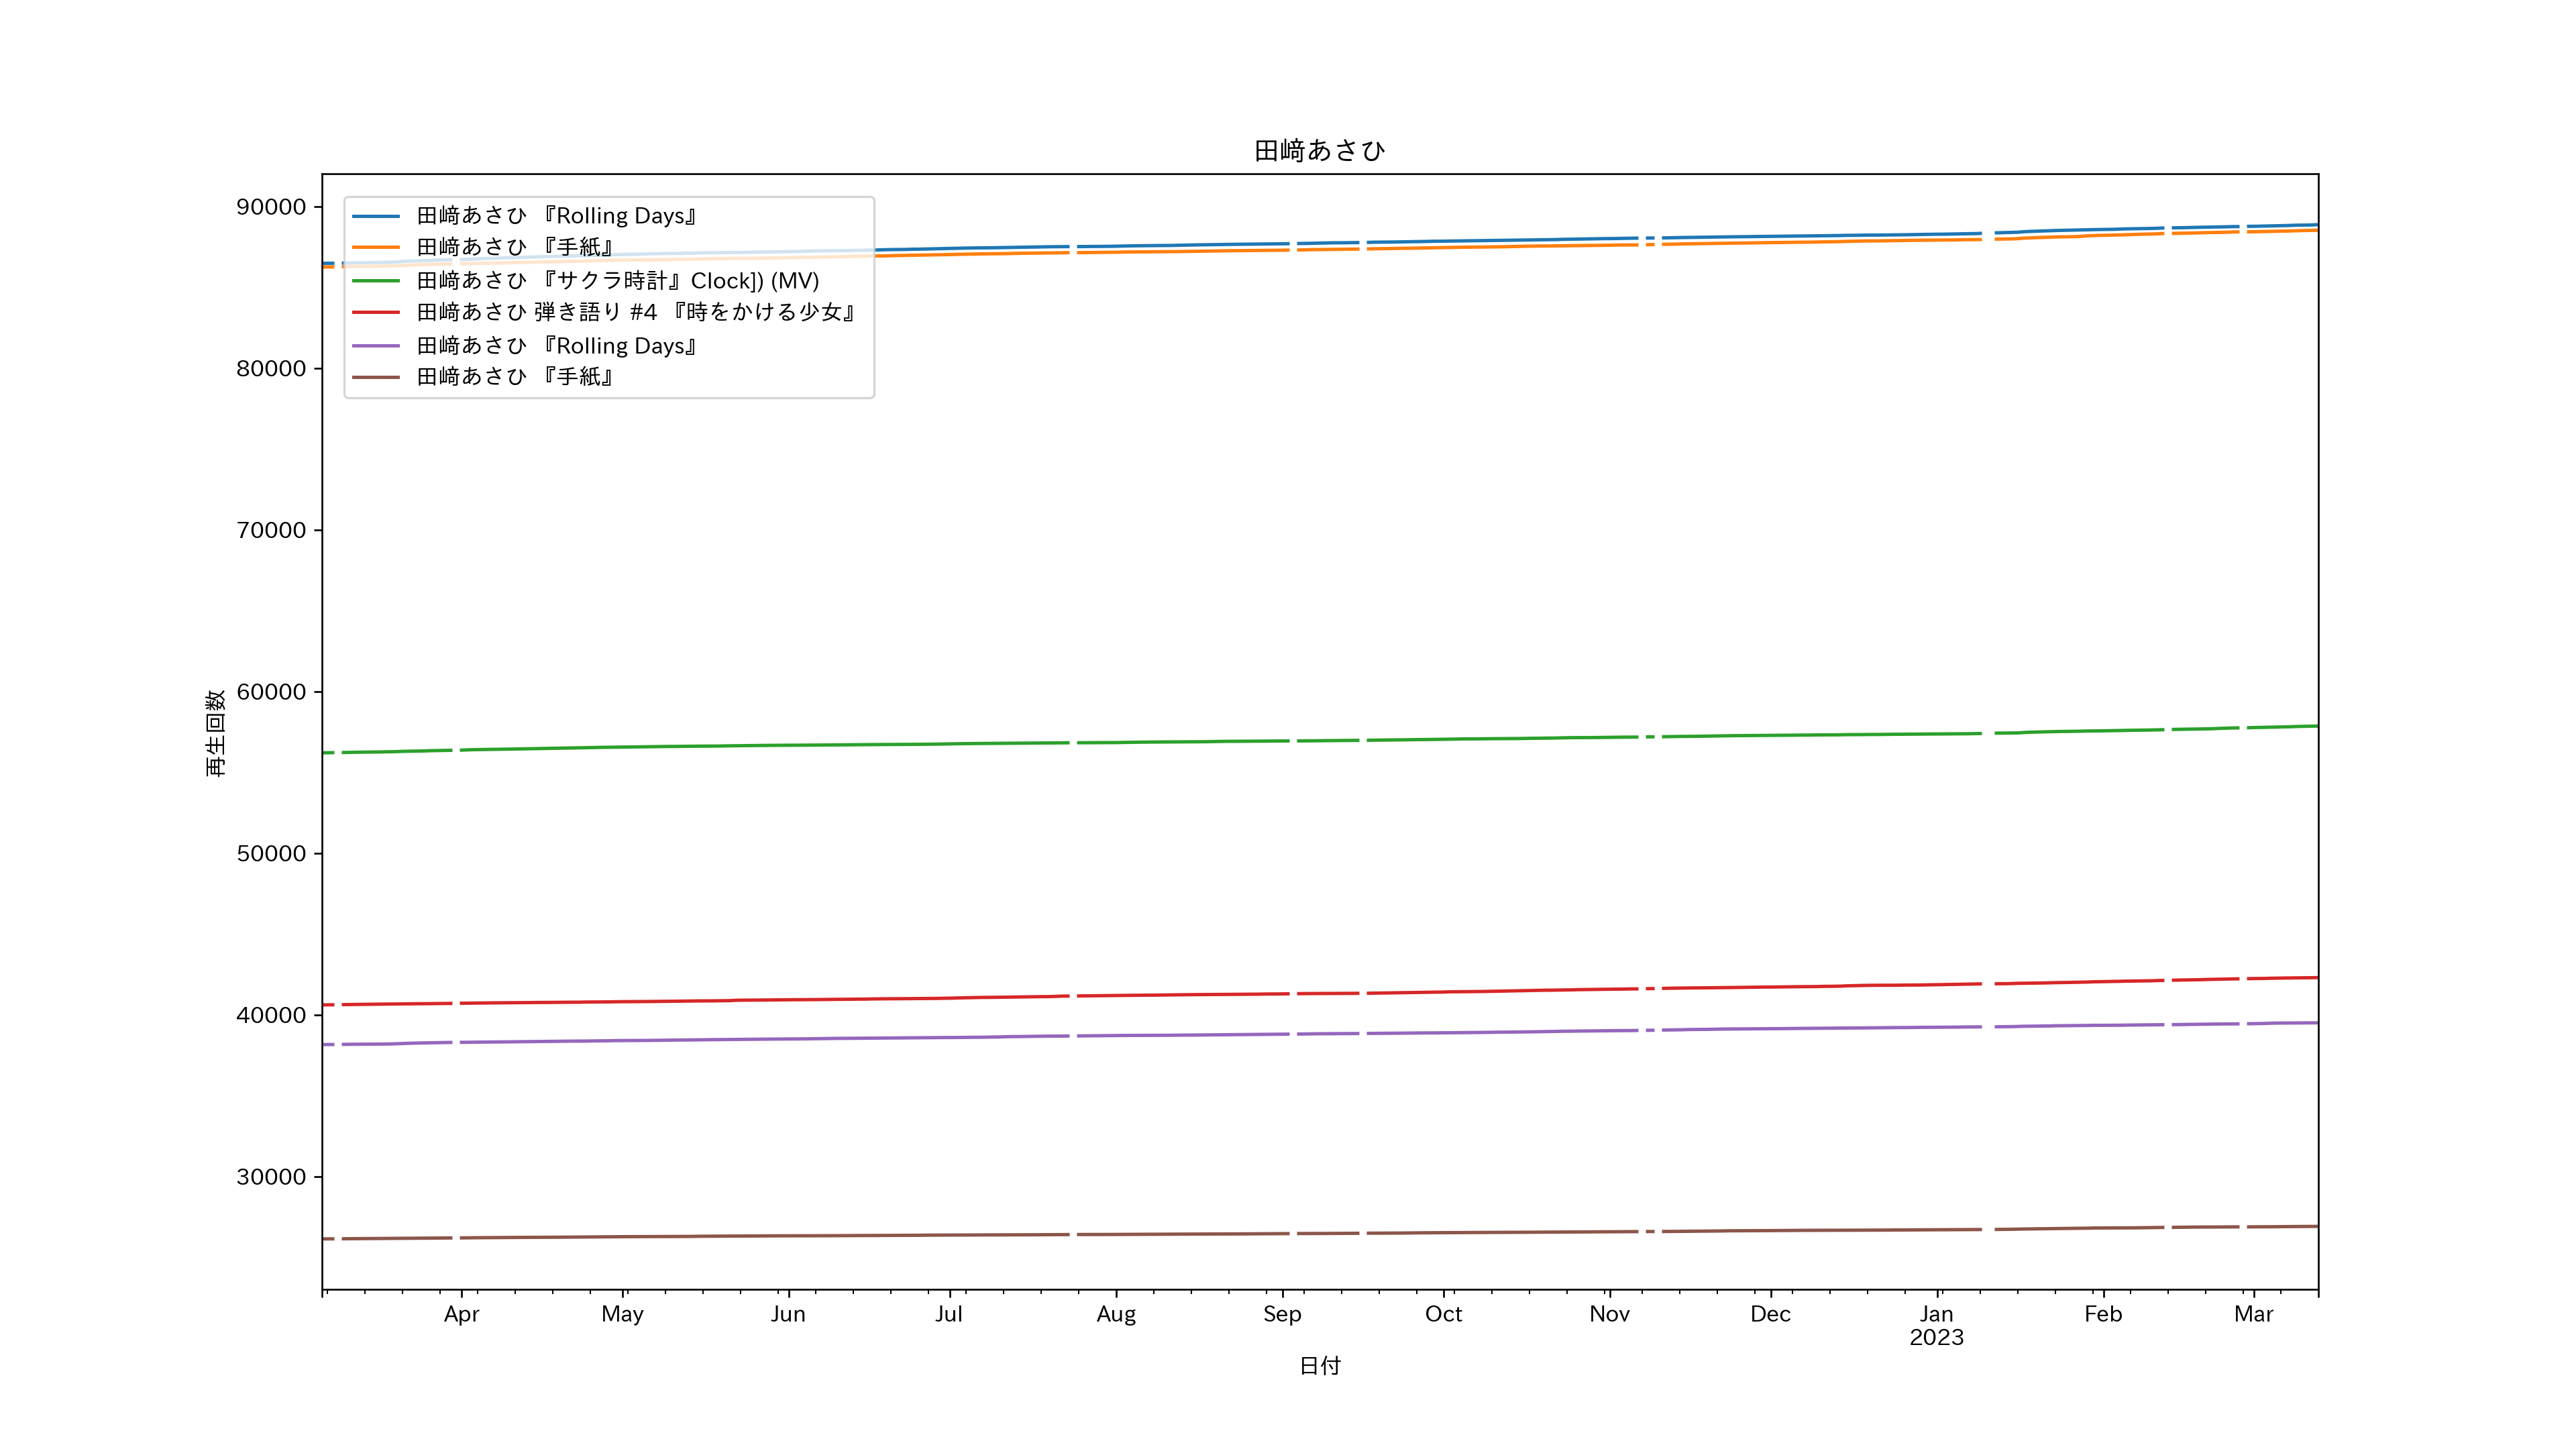 田﨑あさひ
90000
80000
70000
60000
50000
40000
30000
再生回数
田﨑あさひ 『Rolling Days』
田﨑あさひ 『手紙』
田﨑あさひ 『サクラ時計』Clock]) (MV)
田﨑あさひ 弾き語り #4 『時をかける少女』
田﨑あさひ 『Rolling Days』
田﨑あさひ 『手紙』
Apr May Jun Jul Aug Sep Oct Nov Dec Jan Feb Mar
2023
日付